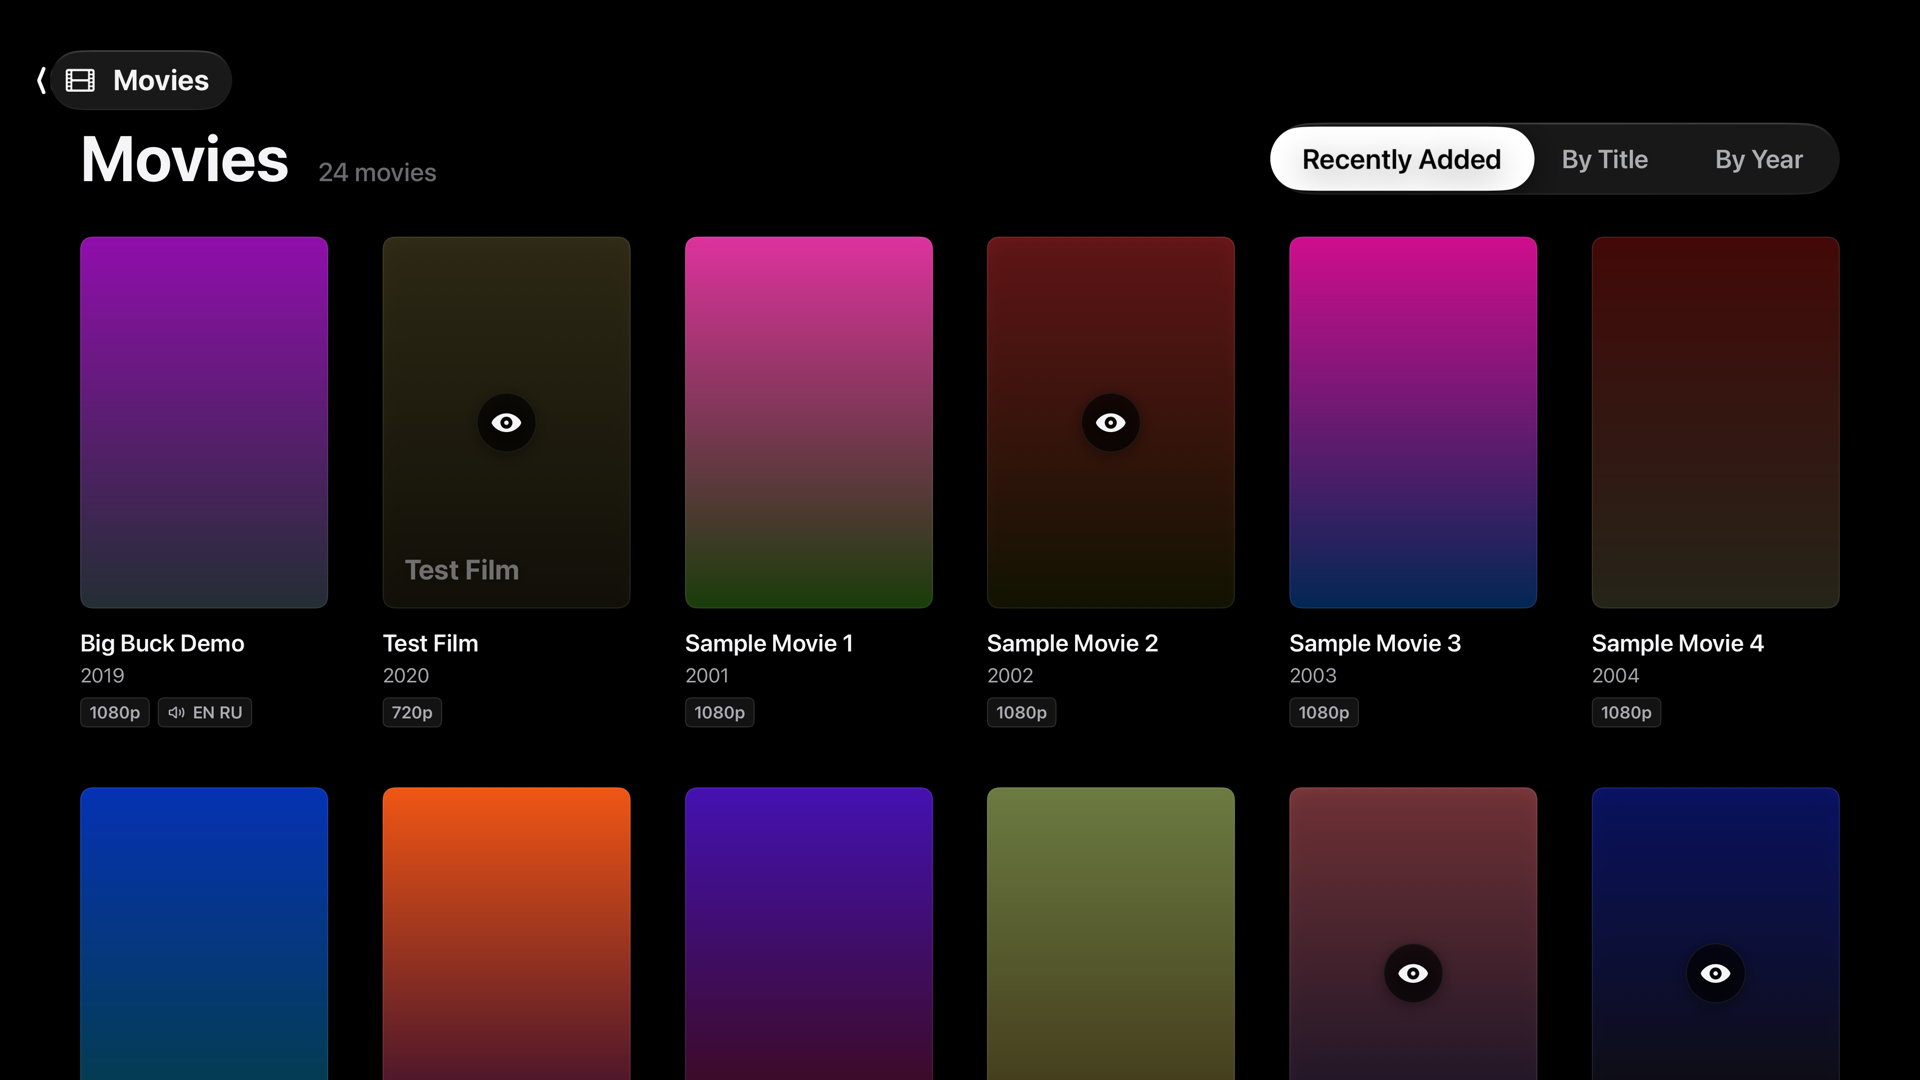 Movies
Movies 24 movies
Recently Added By Title By Year
Test Film
Big Buck Demo
2019
1080p EN RU
Test Film
2020
720p
Sample Movie 1
2001
1080p
Sample Movie 2
2002
1080p
Sample Movie 3
2003
1080p
Sample Movie 4
2004
1080p